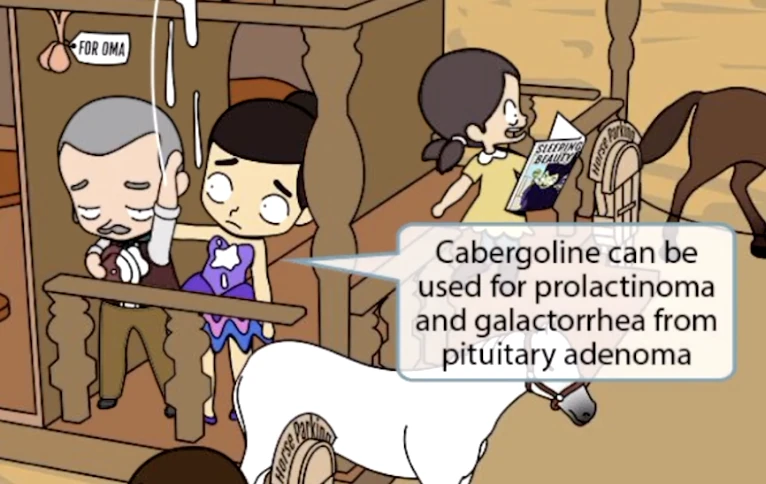 FOR OMA
SLEEPING
BEAUTY
Horse Parking
Cabergoline can be
used for prolactinoma
and galactorrhea from
pituitary adenoma
Horse Parking